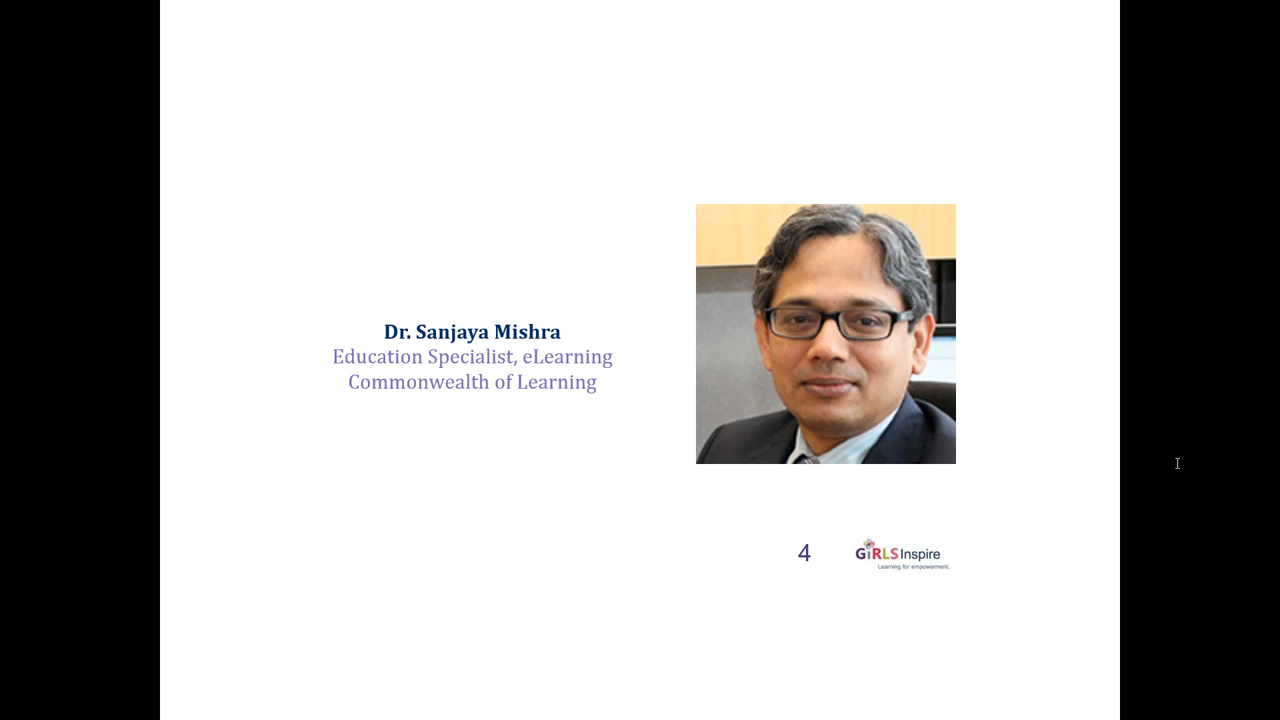 Dr. Sanjaya Mishra
Education Specialist, eLearning
Commonwealth of Learning
4
GiRLS Inspire
Learning for empowerment.